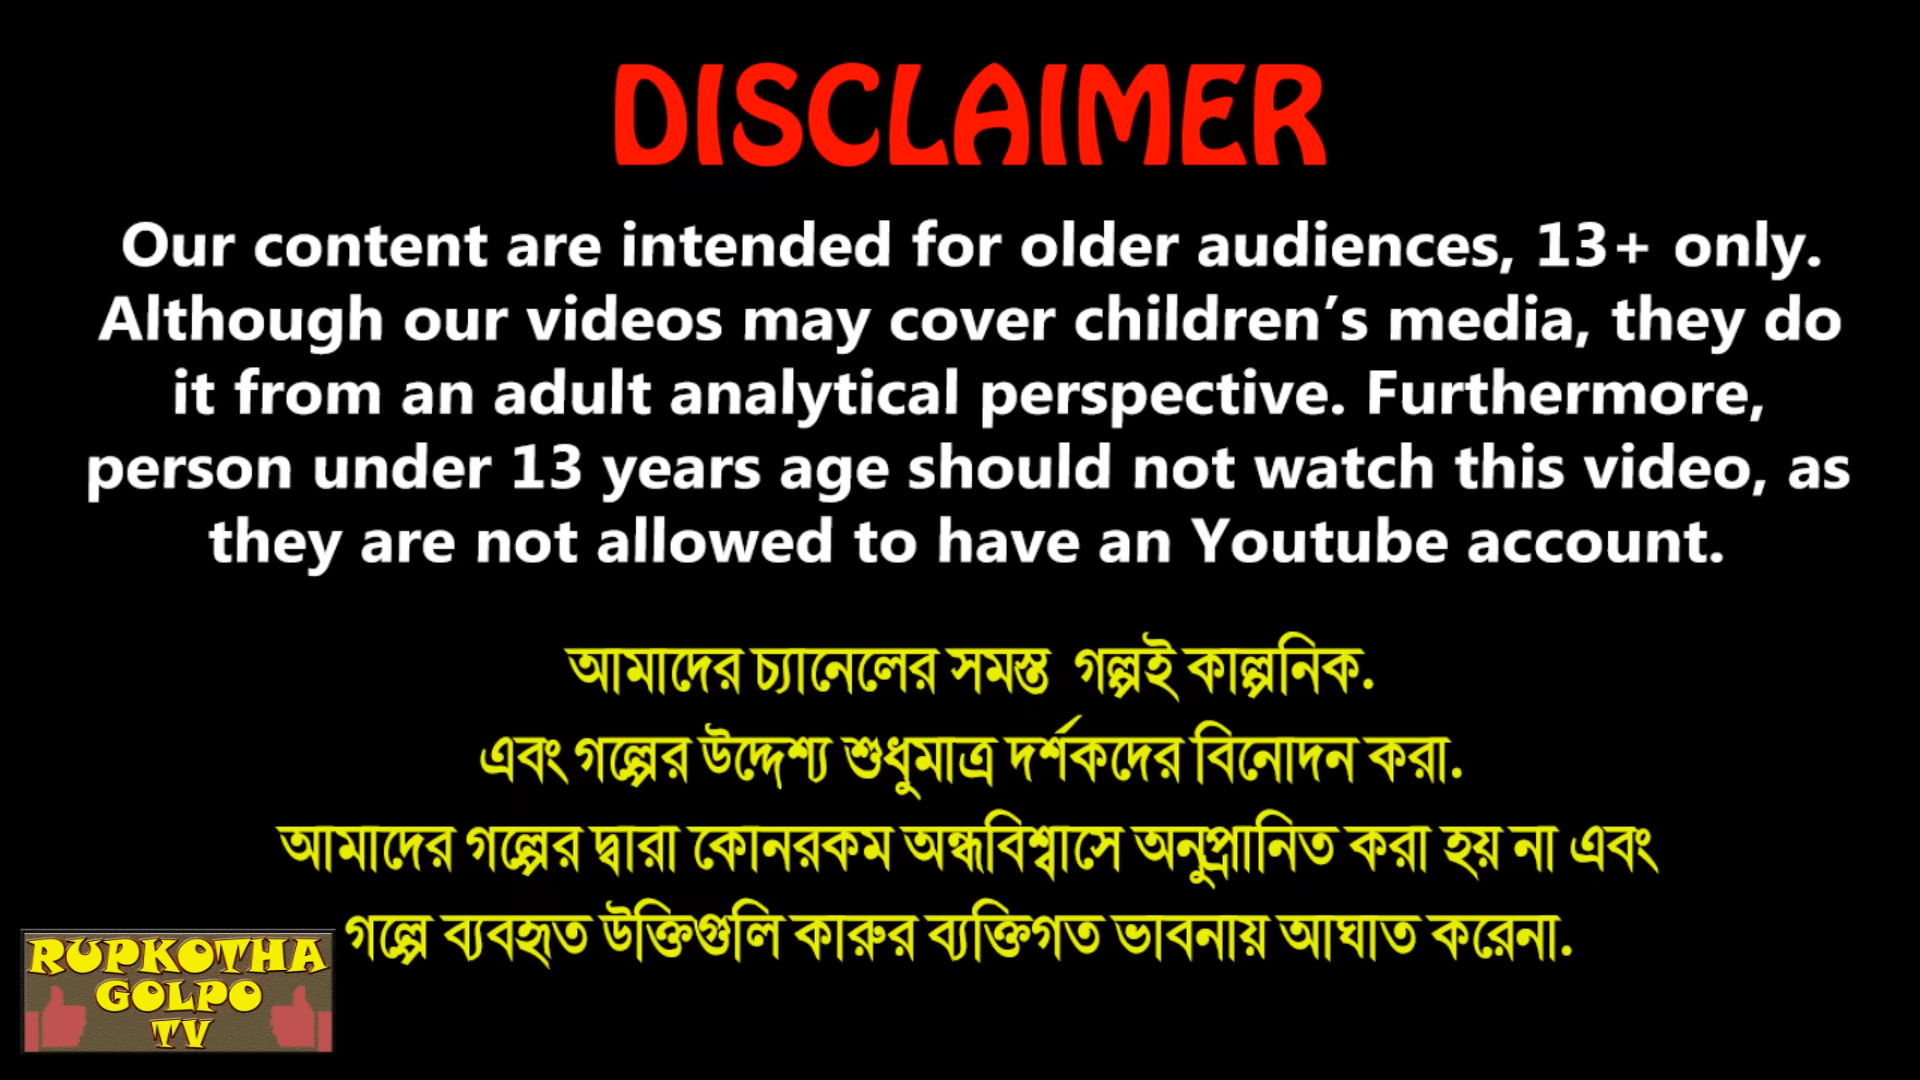 DISCLAIMER
Our content are intended for older audiences, 13+ only.
Although our videos may cover children’s media, they do
it from an adult analytical perspective. Furthermore,
person under 13 years age should not watch this video, as
they are not allowed to have an Youtube account.
আমাদের চ্যানেলের সমস্ত গল্পই কাল্পনিক.
এবং গল্পের উদ্দেশ্য শুধুমাত্র দর্শকদের বিনোদন করা.
আমাদের গল্পের দ্বারা কোনরকম অন্ধবিশ্বাসে অনুপ্রানিত করা হয় না এবং
গল্পে ব্যবহৃত উক্তিগুলি কারুর ব্যক্তিগত ভাবনায় আঘাত করেনা.
RUPKOTHA
GOLPO
TV